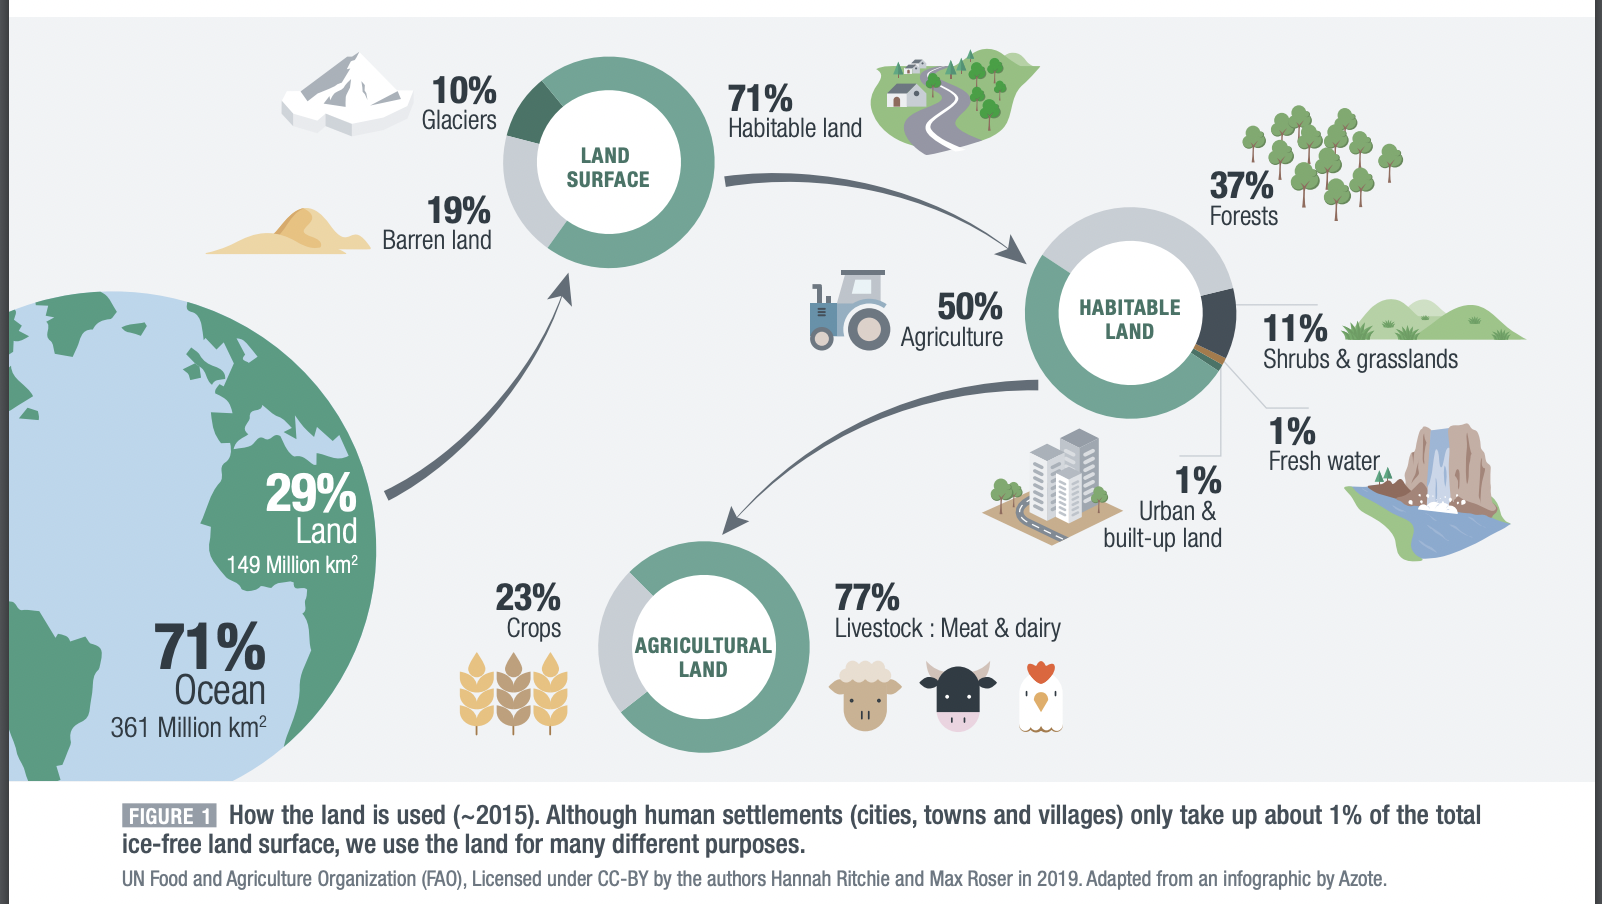 10%
Glaciers
19%
Barren land
LAND
SURFACE
71%
Habitable land
37%
Forests
50%
Agriculture
HABITABLE
LAND
11%
Shrubs & grasslands
1%
Fresh water
1%
Urban &
built-up land
29%
Land
149 Million km²
71%
Ocean
361 Million km²
23%
Crops
AGRICULTURAL
LAND
77%
Livestock : Meat & dairy
FIGURE 1 How the land is used (~2015). Although human settlements (cities, towns and villages) only take up about 1% of the total
ice-free land surface, we use the land for many different purposes.
UN Food and Agriculture Organization (FAO), Licensed under CC-BY by the authors Hannah Ritchie and Max Roser in 2019. Adapted from an infographic by Azote.